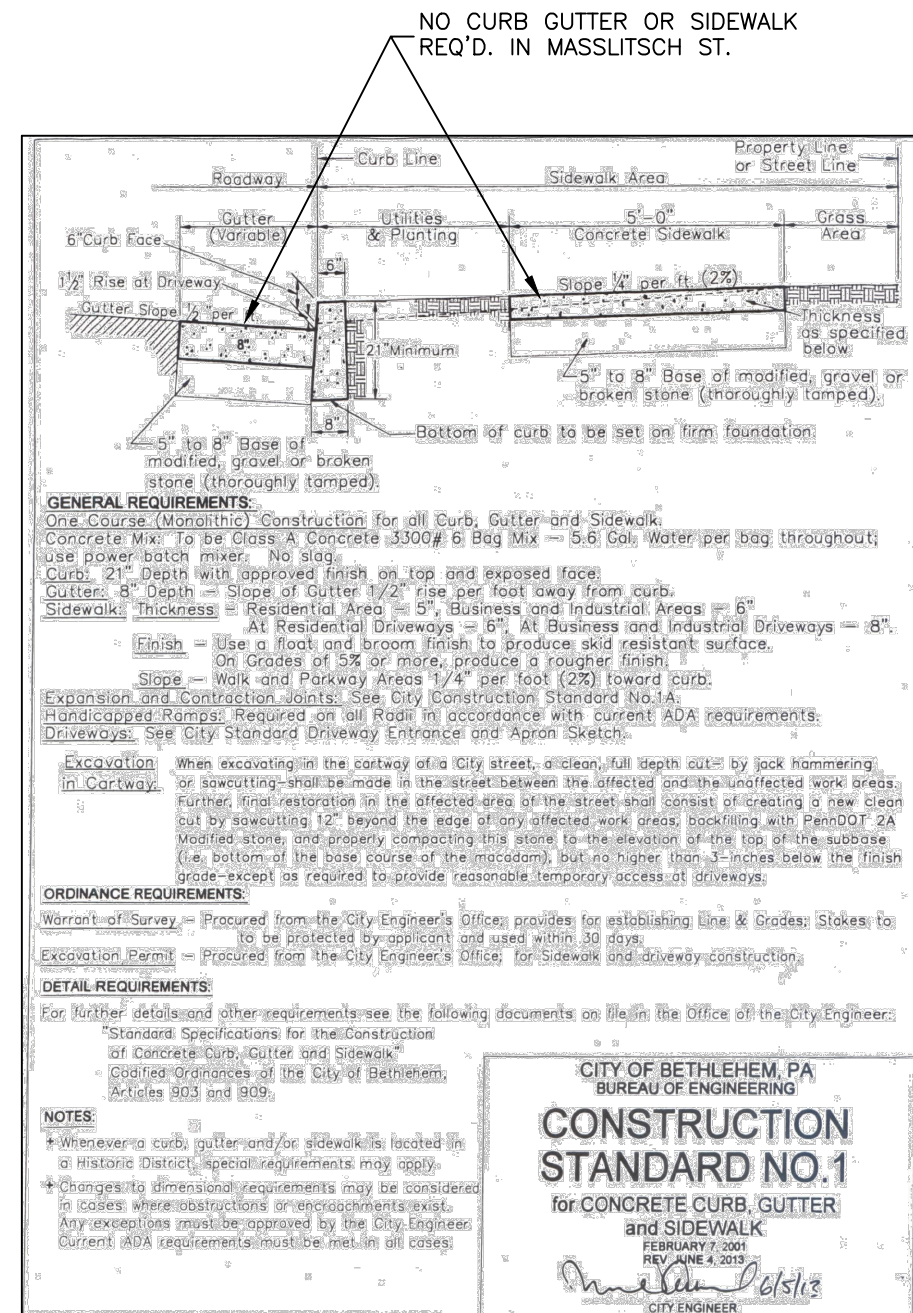 NO CURB GUTTER OR SIDEWALK
REQ'D. IN MASSLITSCH ST.
Curb Line
Property Line
or Street Line
Roadway
Sidewalk Area
Gutter
(Variable)
Utilities
& Planting
5'-0"
Concrete Sidewalk
Grass
Area
6" Curb Face
6"
1½" Rise at Driveway
Slope ¼" per ft. (2%)
Gutter Slope ½" per
8"
21" Minimum
Thickness
as specified
below
5" to 8" Base of modified, gravel or
broken stone (thoroughly tamped).
8"
Bottom of curb to be set on firm foundation
5" to 8" Base of
modified, gravel or broken
stone (thoroughly tamped).
GENERAL REQUIREMENTS:
One Course (Monolithic) Construction for all Curb, Gutter and Sidewalk.
Concrete Mix: To be Class A Concrete 3300# 6 Bag Mix – 5.6 Gal. Water per bag throughout;
use power batch mixer. No slag.
Curb: 21" Depth with approved finish on top and exposed face.
Gutter: 8" Depth – Slope of Gutter 1/2" rise per foot away from curb.
Sidewalk: Thickness – Residential Area – 5", Business and Industrial Areas – 6"
At Residential Driveways – 6", At Business and Industrial Driveways – 8".
Finish – Use a float and broom finish to produce skid resistant surface.
On Grades of 5% or more, produce a rougher finish.
Slope – Walk and Parkway Areas 1/4" per foot (2%) toward curb.
Expansion and Contraction Joints: See City Construction Standard No.1A.
Handicapped Ramps: Required on all Radii in accordance with current ADA requirements.
Driveways: See City Standard Driveway Entrance and Apron Sketch.
Excavation
in Cartway:
When excavating in the cartway of a City street, a clean, full depth cut- by jack hammering
or sawcutting-shall be made in the street between the affected and the unaffected work areas.
Further, final restoration in the affected area of the street shall consist of creating a new clean
cut by sawcutting 12" beyond the edge of any affected work areas, backfilling with PennDOT 2A
Modified stone, and properly compacting this stone to the elevation of the top of the subbase
(i.e. bottom of the base course of the macadam), but no higher than 3-inches below the finish
grade-except as required to provide reasonable temporary access at driveways.
ORDINANCE REQUIREMENTS:
Warrant of Survey – Procured from the City Engineer's Office; provides for establishing Line & Grades; Stakes to
to be protected by applicant and used within 30 days.
Excavation Permit – Procured from the City Engineer's Office; for Sidewalk and driveway construction.
DETAIL REQUIREMENTS:
For further details and other requirements see the following documents on file in the Office of the City Engineer:
"Standard Specifications for the Construction
of Concrete Curb, Gutter and Sidewalk"
Codified Ordinances of the City of Bethlehem,
Articles 903 and 909.
NOTES:
+ Whenever a curb, gutter and/or sidewalk is located in
a Historic District, special requirements may apply.
+ Changes to dimensional requirements may be considered
in cases where obstructions or encroachments exist.
Any exceptions must be approved by the City Engineer
Current ADA requirements must be met in all cases.
CITY OF BETHLEHEM, PA
BUREAU OF ENGINEERING
CONSTRUCTION
STANDARD NO.1
for CONCRETE CURB, GUTTER
and SIDEWALK
FEBRUARY 7, 2001
REV. JUNE 4, 2013
6/5/13
CITY ENGINEER